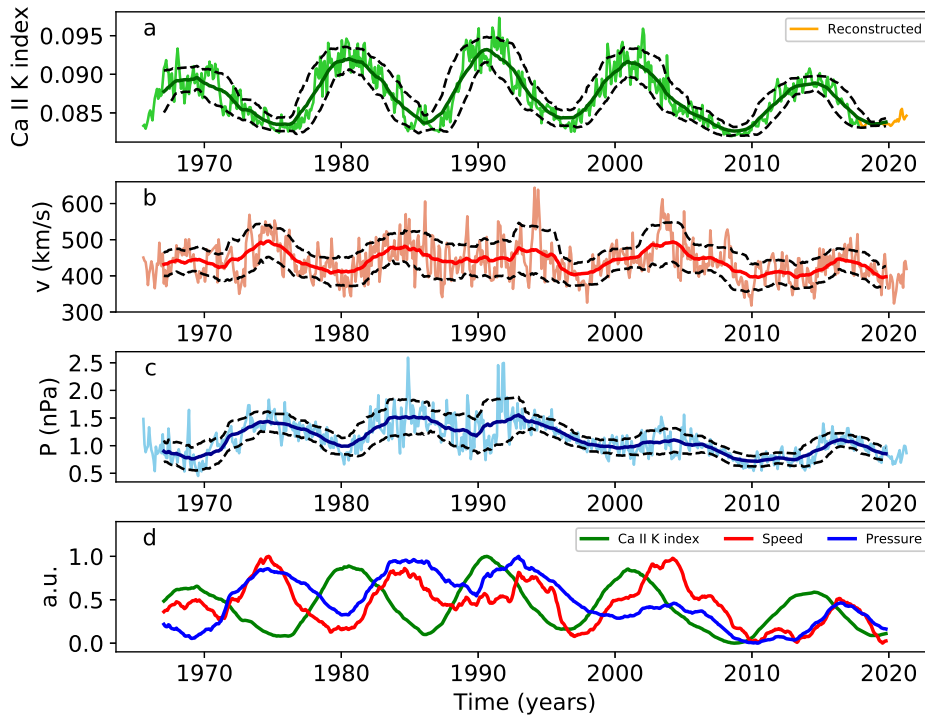 a
Reconstructed
Ca II K index
0.095
0.090
0.085
1970 1980 1990 2000 2010 2020
b
v (km/s)
600
500
400
300
1970 1980 1990 2000 2010 2020
c
P (nPa)
2.5
2.0
1.5
1.0
0.5
1970 1980 1990 2000 2010 2020
d
Ca II K index Speed Pressure
a.u.
1.0
0.5
0.0
1970 1980 1990 2000 2010 2020
Time (years)